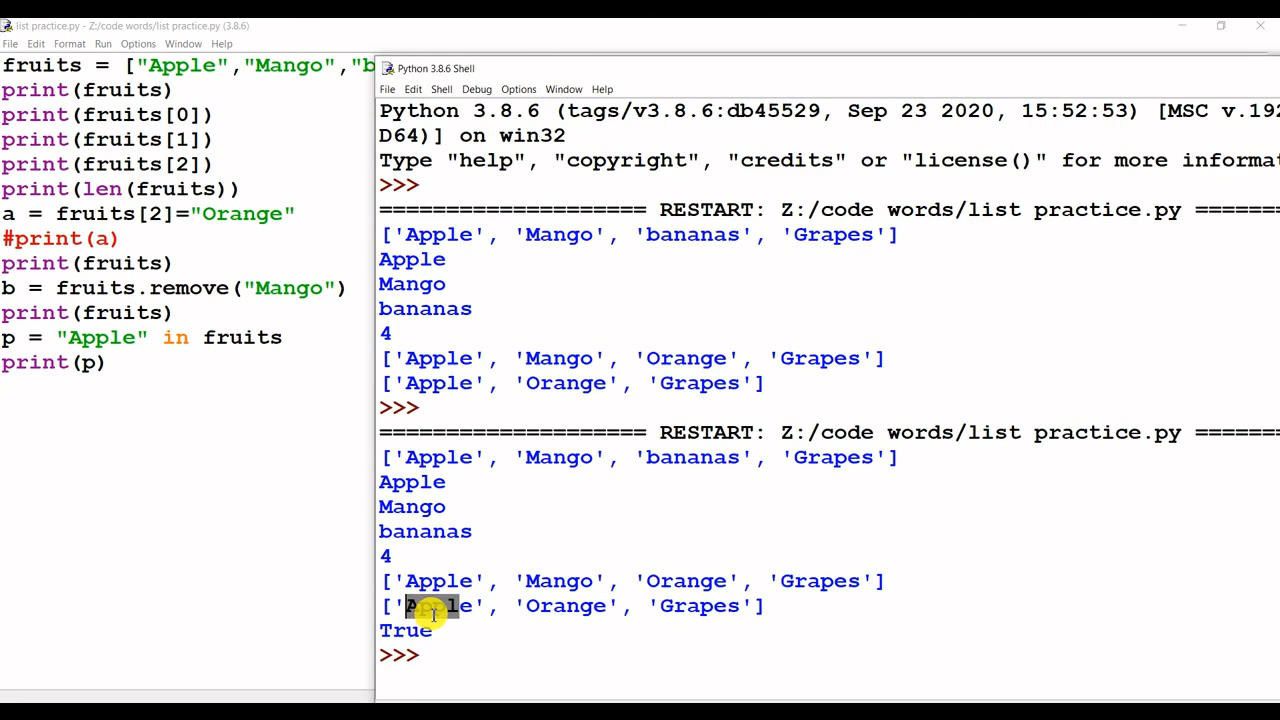 list practice.py - Z:/code words/list practice.py (3.8.6)
File Edit Format Run Options Window Help
fruits = ["Apple","Mango","b
print(fruits)
print(fruits[0])
print(fruits[1])
print(fruits[2])
print(len(fruits))
a = fruits[2]="Orange"
#print(a)
print(fruits)
b = fruits.remove("Mango")
print(fruits)
p = "Apple" in fruits
print(p)
Python 3.8.6 Shell
File Edit Shell Debug Options Window Help
Python 3.8.6 (tags/v3.8.6:db45529, Sep 23 2020, 15:52:53) [MSC v.192
D64)] on win32
Type "help", "copyright", "credits" or "license()" for more informat
>>>
==================== RESTART: Z:/code words/list practice.py =======
['Apple', 'Mango', 'bananas', 'Grapes']
Apple
Mango
bananas
4
['Apple', 'Mango', 'Orange', 'Grapes']
['Apple', 'Orange', 'Grapes']
>>>
==================== RESTART: Z:/code words/list practice.py =======
['Apple', 'Mango', 'bananas', 'Grapes']
Apple
Mango
bananas
4
['Apple', 'Mango', 'Orange', 'Grapes']
['Apple', 'Orange', 'Grapes']
True
>>>